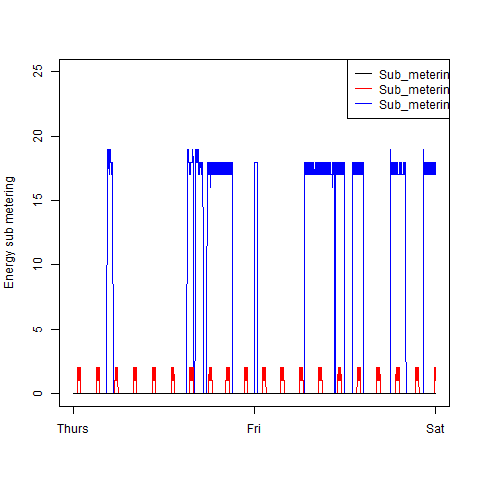 Sub_meterin
Sub_meterin
Sub_meterin
Energy sub metering
25
20
15
10
5
0
Thurs Fri Sat